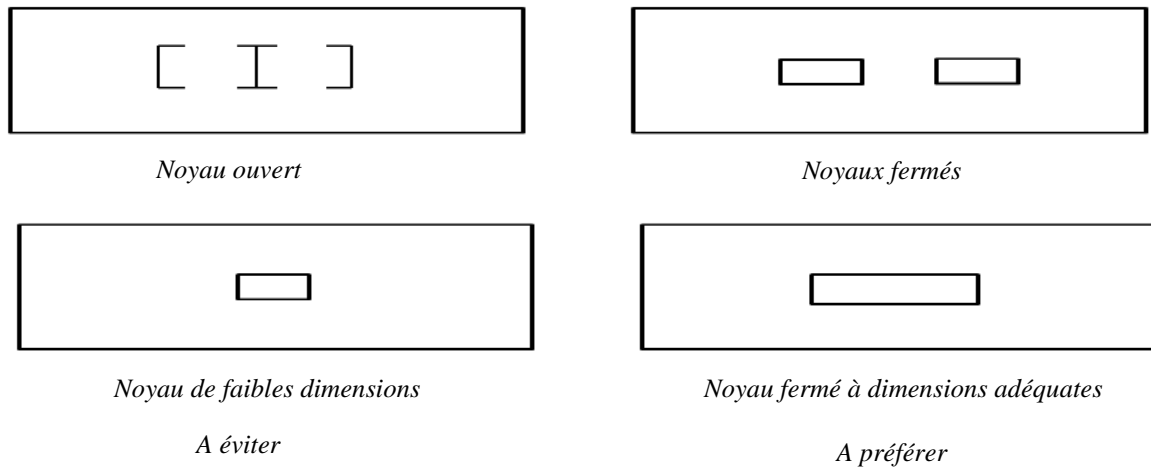 Noyau ouvert
Noyaux fermés
Noyau de faibles dimensions
Noyau fermé à dimensions adéquates
A éviter
A préférer